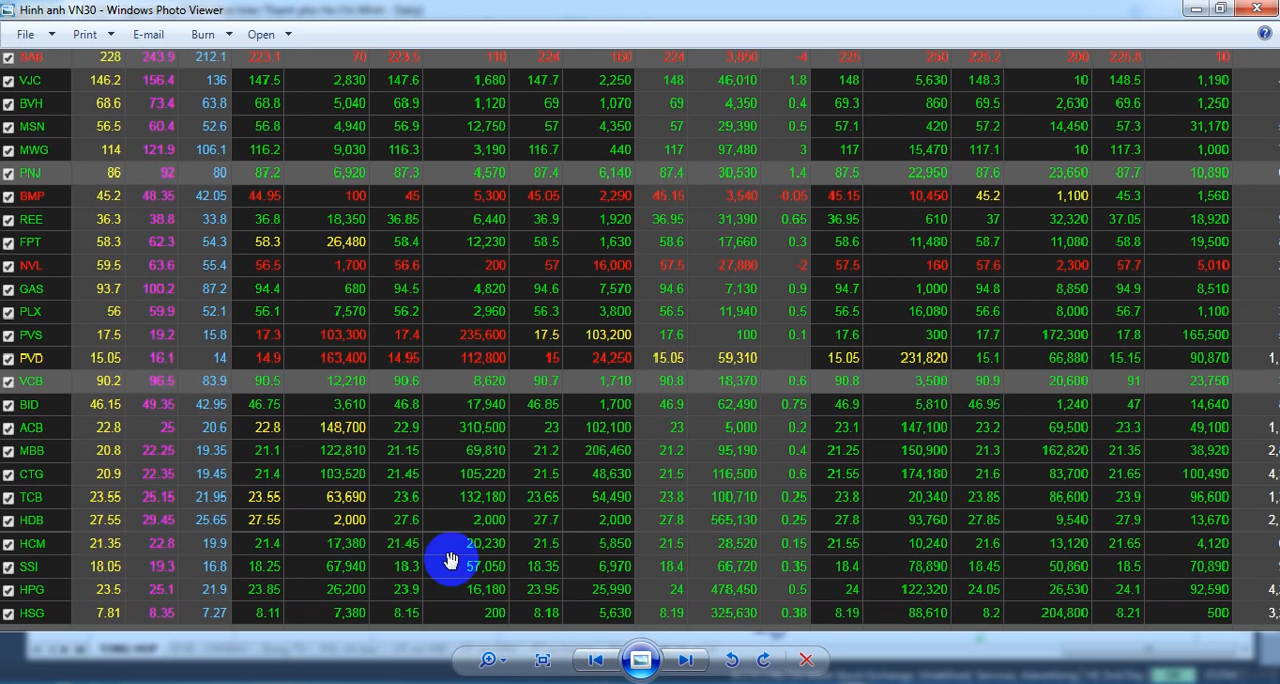 Hinh anh VN30 - Windows Photo Viewer
File Print E-mail Burn Open
SAB 228 243.9 212.1 223.1 70 223.5 110 224 160 224 3,850 -4 225 250 225.2 200 225.8 10
VJC 146.2 156.4 136 147.5 2,830 147.6 1,680 147.7 2,250 148 46,010 1.8 148 5,630 148.3 10 148.5 1,190
BVH 68.6 73.4 63.8 68.8 5,040 68.9 1,120 69 1,070 69 4,350 0.4 69.3 860 69.5 2,630 69.6 1,250
MSN 56.5 60.4 52.6 56.8 4,940 56.9 12,750 57 4,350 57 29,390 0.5 57.1 420 57.2 14,450 57.3 31,170
MWG 114 121.9 106.1 116.2 9,030 116.3 3,190 116.7 440 117 97,480 3 117 15,470 117.1 10 117.3 1,000
PNJ 86 92 80 87.2 6,920 87.3 4,570 87.4 6,140 87.4 30,530 1.4 87.5 22,950 87.6 23,650 87.7 10,890
BMP 45.2 48.35 42.05 44.95 100 45 5,300 45.05 2,290 45.15 3,540 -0.05 45.15 10,450 45.2 1,100 45.3 1,560
REE 36.3 38.8 33.8 36.8 18,350 36.85 6,440 36.9 1,920 36.95 31,390 0.65 36.95 610 37 32,320 37.05 18,920
FPT 58.3 62.3 54.3 58.3 26,480 58.4 12,230 58.5 1,630 58.6 17,660 0.3 58.6 11,480 58.7 11,080 58.8 19,500
NVL 59.5 63.6 55.4 56.5 1,700 56.6 200 57 16,000 57.5 27,880 -2 57.5 160 57.6 2,300 57.7 5,010
GAS 93.7 100.2 87.2 94.4 680 94.5 4,820 94.6 7,570 94.6 7,130 0.9 94.7 1,000 94.8 8,850 94.9 8,510
PLX 56 59.9 52.1 56.1 7,570 56.2 2,960 56.3 3,800 56.5 11,940 0.5 56.5 16,080 56.6 8,000 56.7 1,100
PVS 17.5 19.2 15.8 17.3 103,300 17.4 235,600 17.5 103,200 17.6 100 0.1 17.6 300 17.7 172,300 17.8 165,500
PVD 15.05 16.1 14 14.9 163,400 14.95 112,800 15 24,250 15.05 59,310 15.05 231,820 15.1 66,880 15.15 90,870 1,
VCB 90.2 96.5 83.9 90.5 12,210 90.6 8,620 90.7 1,710 90.8 18,370 0.6 90.8 3,500 90.9 20,600 91 23,750
BID 46.15 49.35 42.95 46.75 3,610 46.8 17,940 46.85 1,700 46.9 62,490 0.75 46.9 5,810 46.95 1,240 47 14,640
ACB 22.8 25 20.6 22.8 148,700 22.9 310,500 23 102,100 23 5,000 0.2 23.1 147,100 23.2 69,500 23.3 49,100 1,
MBB 20.8 22.25 19.35 21.1 122,810 21.15 69,810 21.2 206,460 21.2 95,190 0.4 21.25 150,900 21.3 162,820 21.35 38,920 2,
CTG 20.9 22.35 19.45 21.4 103,520 21.45 105,220 21.5 48,630 21.5 116,500 0.6 21.55 174,180 21.6 83,700 21.65 100,490 4,
TCB 23.55 25.15 21.95 23.55 63,690 23.6 132,180 23.65 54,490 23.8 100,710 0.25 23.8 20,340 23.85 86,600 23.9 96,600 1,
HDB 27.55 29.45 25.65 27.55 2,000 27.6 2,000 27.7 2,000 27.8 565,130 0.25 27.8 93,760 27.85 9,540 27.9 13,670 2,
HCM 21.35 22.8 19.9 21.4 17,380 21.45 20,230 21.5 5,850 21.5 28,520 0.15 21.55 10,240 21.6 13,120 21.65 4,120
SSI 18.05 19.3 16.8 18.25 67,940 18.3 57,050 18.35 6,970 18.4 66,720 0.35 18.4 78,890 18.45 50,860 18.5 70,890
HPG 23.5 25.1 21.9 23.85 26,200 23.9 16,180 23.95 25,990 24 478,450 0.5 24 122,320 24.05 26,530 24.1 92,590 4,
HSG 7.81 8.35 7.27 8.11 7,380 8.15 200 8.18 5,630 8.19 325,630 0.38 8.19 88,610 8.2 204,800 8.21 500 3,